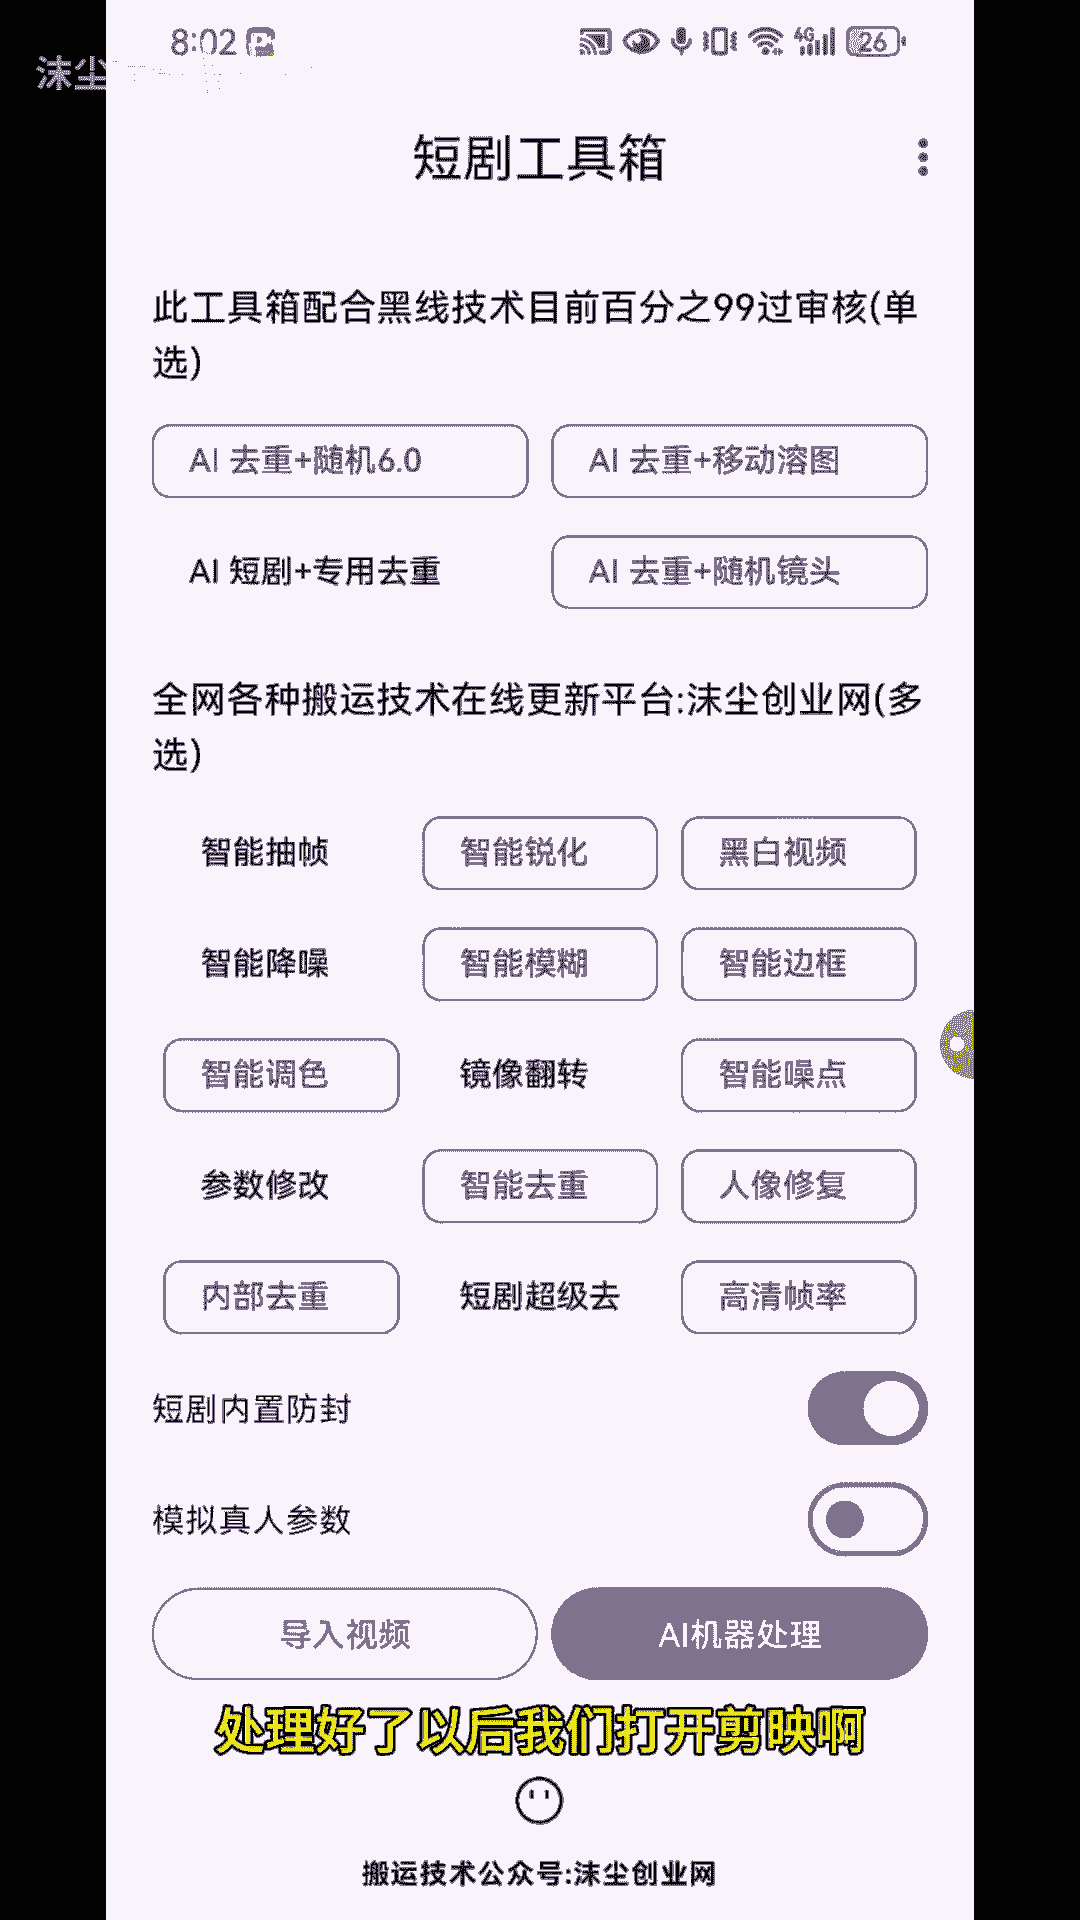 8:02
4G
26
沫尘
短剧工具箱
此工具箱配合黑线技术目前百分之99过审核(单
选)
AI 去重+随机6.0
AI 去重+移动溶图
AI 短剧+专用去重
AI 去重+随机镜头
全网各种搬运技术在线更新平台:沫尘创业网(多
选)
智能抽帧
智能锐化
黑白视频
智能降噪
智能模糊
智能边框
智能调色
镜像翻转
智能噪点
参数修改
智能去重
人像修复
内部去重
短剧超级去
高清帧率
短剧内置防封
模拟真人参数
导入视频
AI机器处理
处理好了以后我们打开剪映啊
搬运技术公众号:沫尘创业网